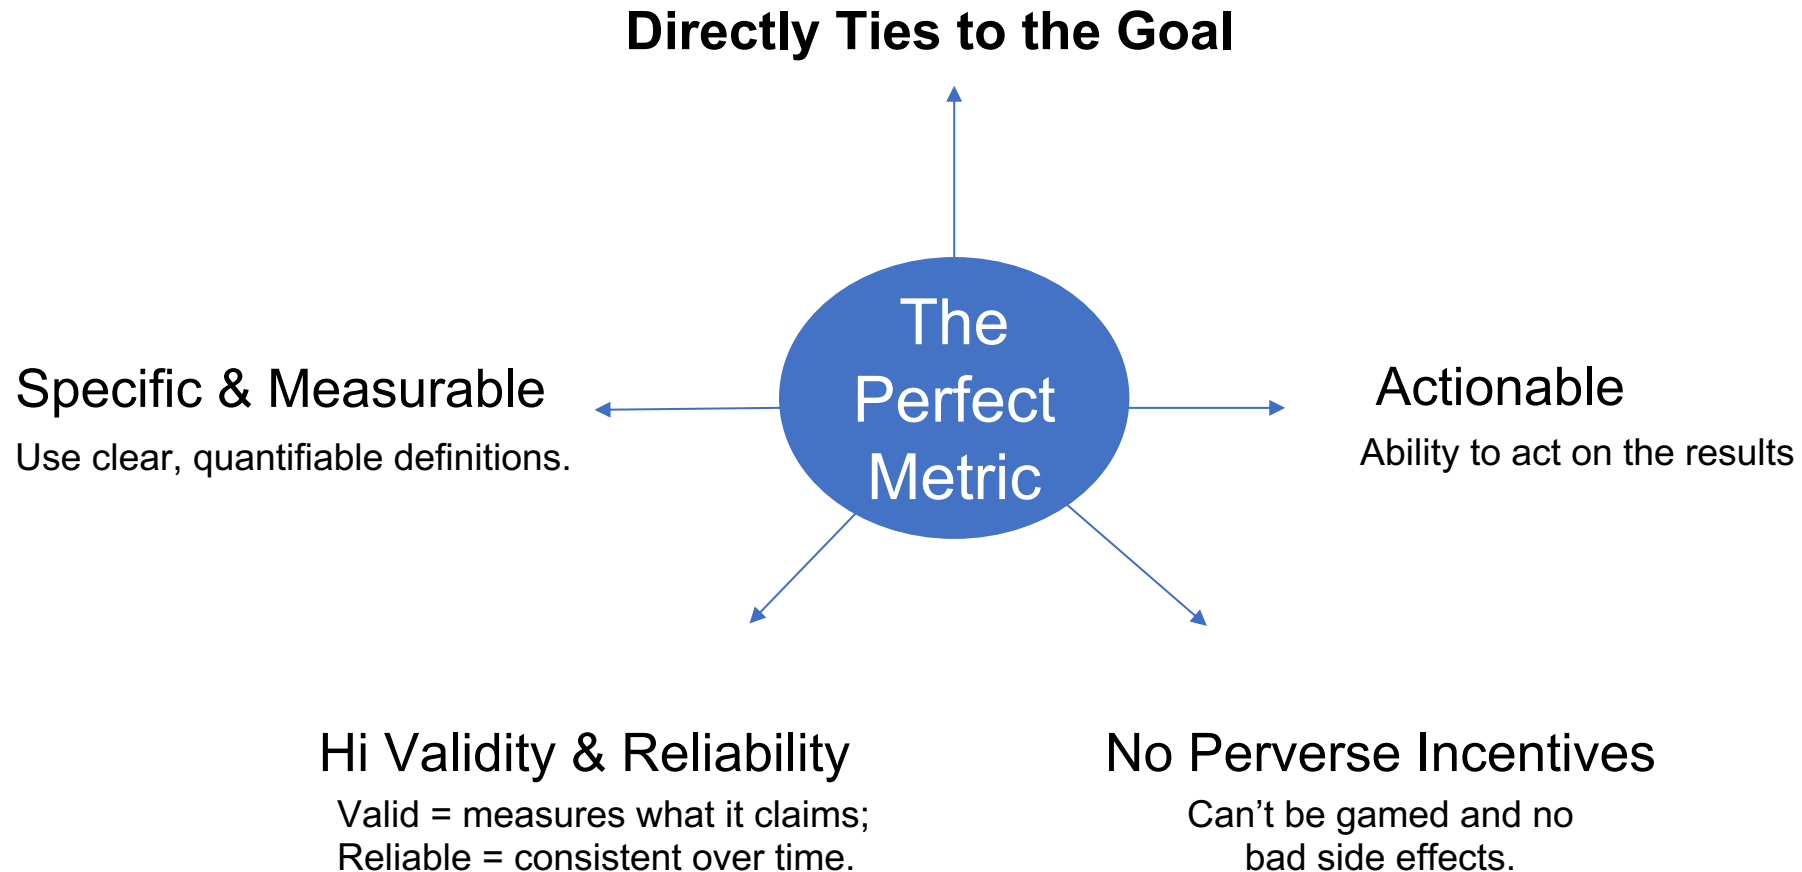 Directly Ties to the Goal
The
Perfect
Metric
Specific & Measurable
Use clear, quantifiable definitions.
Actionable
Ability to act on the results
Hi Validity & Reliability
Valid = measures what it claims;
Reliable = consistent over time.
No Perverse Incentives
Can’t be gamed and no
bad side effects.